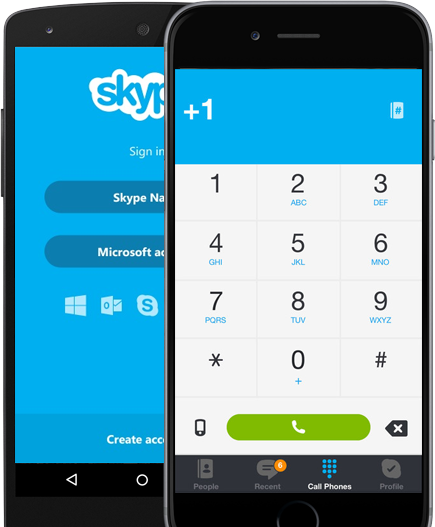 skyp
Sign in
Skype Na
Microsoft ac
Create acco
+1
#
1
2
ABC
3
DEF
4
GHI
5
JKL
6
MNO
7
PQRS
8
TUV
9
WXYZ
*
0
+
#
6
People
Recent
Call Phones
Profile